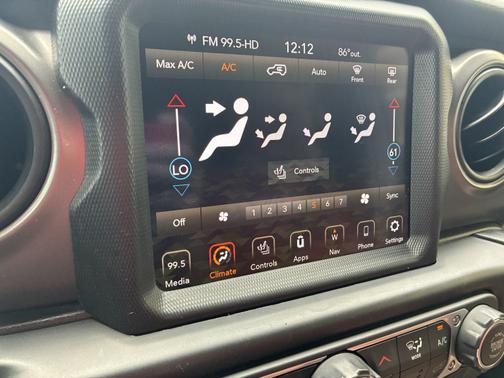 FM 99.5-HD 12:12 86° out.
Max A/C A/C Auto Front Rear
LO 61
Controls
Off 1 2 3 4 5 6 7 Sync
99.5 W
Media Climate Controls Apps Nav Phone Settings
MODE A/C